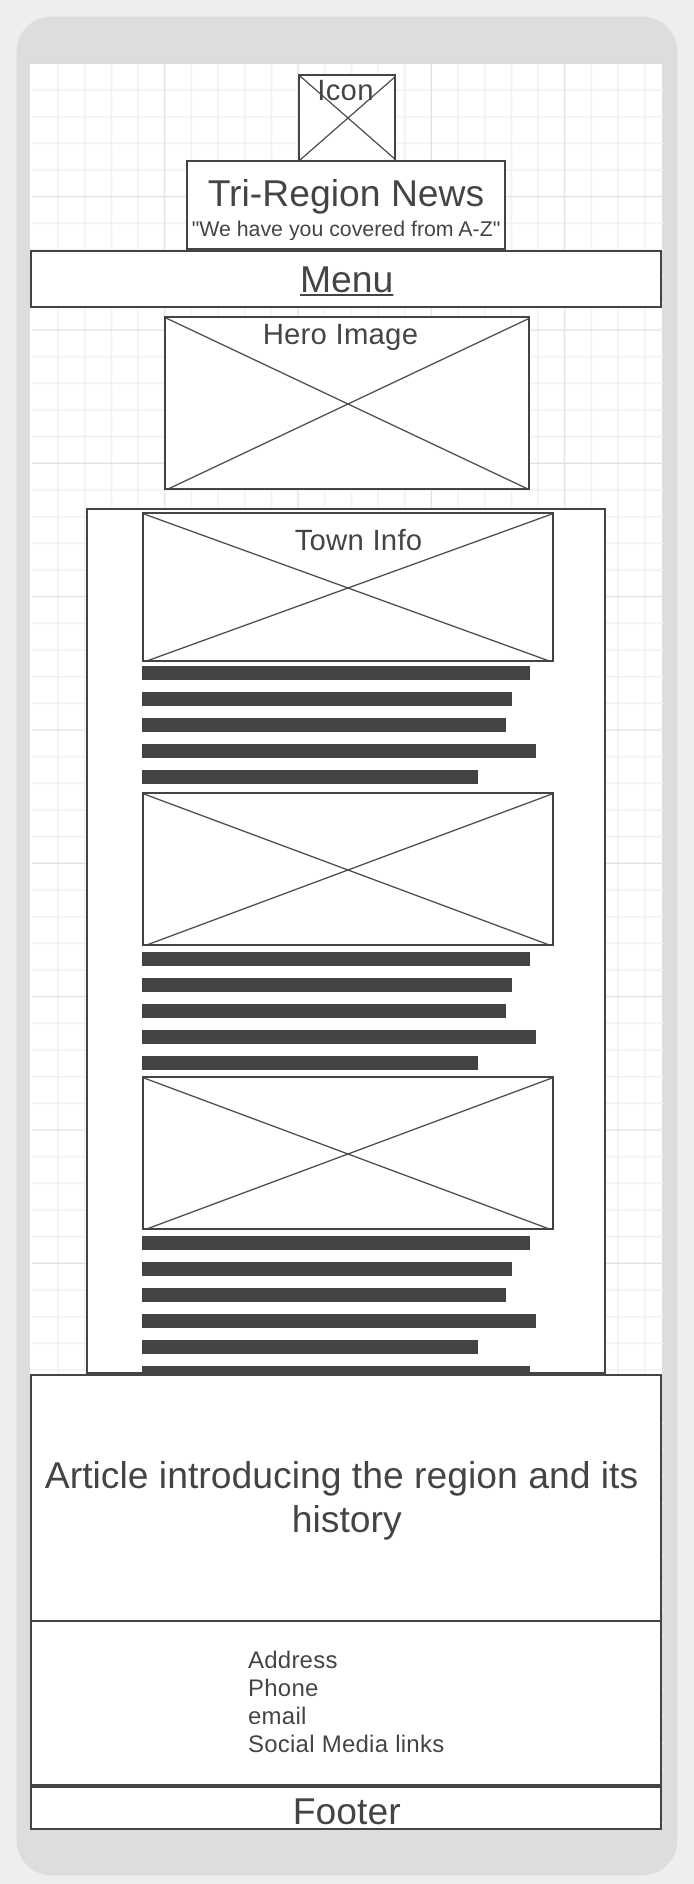 Icon
Tri-Region News
"We have you covered from A-Z"
Menu
Hero Image
Town Info
Article introducing the region and its
history
Address
Phone
email
Social Media links
Footer